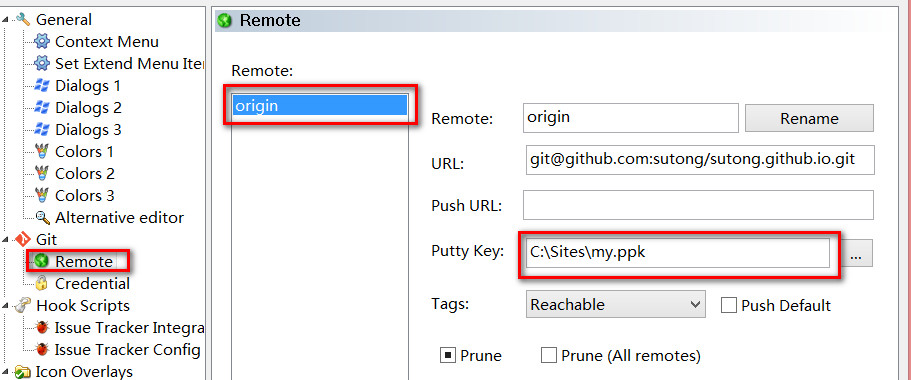 General
Context Menu
Set Extend Menu Iter
Dialogs 1
Dialogs 2
Dialogs 3
Colors 1
Colors 2
Colors 3
Alternative editor
Git
Remote
Credential
Hook Scripts
Issue Tracker Integra
Issue Tracker Config
Icon Overlays
Remote
Remote:
origin
Remote: origin Rename
URL: git@github.com:sutong/sutong.github.io.git
Push URL:
Putty Key: C:\Sites\my.ppk ...
Tags: Reachable Push Default
Prune Prune (All remotes)